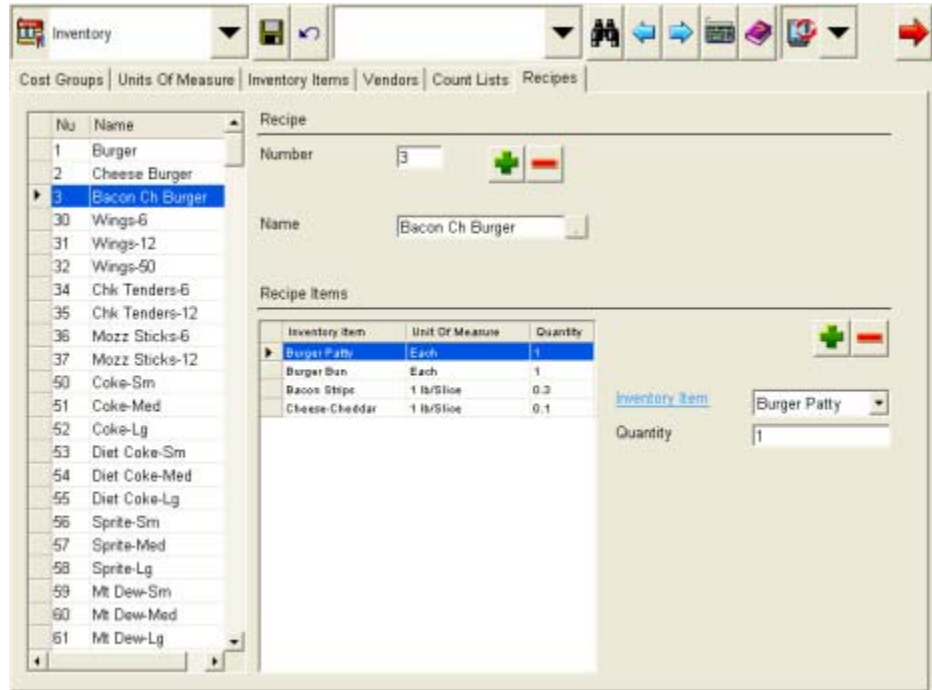 Inventory
Cost Groups Units Of Measure Inventory Items Vendors Count Lists Recipes
Nu Name
1 Burger
2 Cheese Burger
3 Bacon Ch Burger
30 Wings-6
31 Wings-12
32 Wings-50
34 Chk Tenders-6
35 Chk Tenders-12
36 Mozz Sticks-6
37 Mozz Sticks-12
50 Coke-Sm
51 Coke-Med
52 Coke-Lg
53 Diet Coke-Sm
54 Diet Coke-Med
55 Diet Coke-Lg
56 Sprite-Sm
57 Sprite-Med
58 Sprite-Lg
59 Mt Dew-Sm
60 Mt Dew-Med
61 Mt Dew-Lg
Recipe
Number 3
Name Bacon Ch Burger .
Recipe Items
Inventory Item Unit Of Measure Quantity
Burger Patty Each 1
Burger Bun Each 1
Bacon Strips 1 lb/Slice 0.3
Cheese-Cheddar 1 lb/Slice 0.1
Inventory Item Burger Patty
Quantity 1